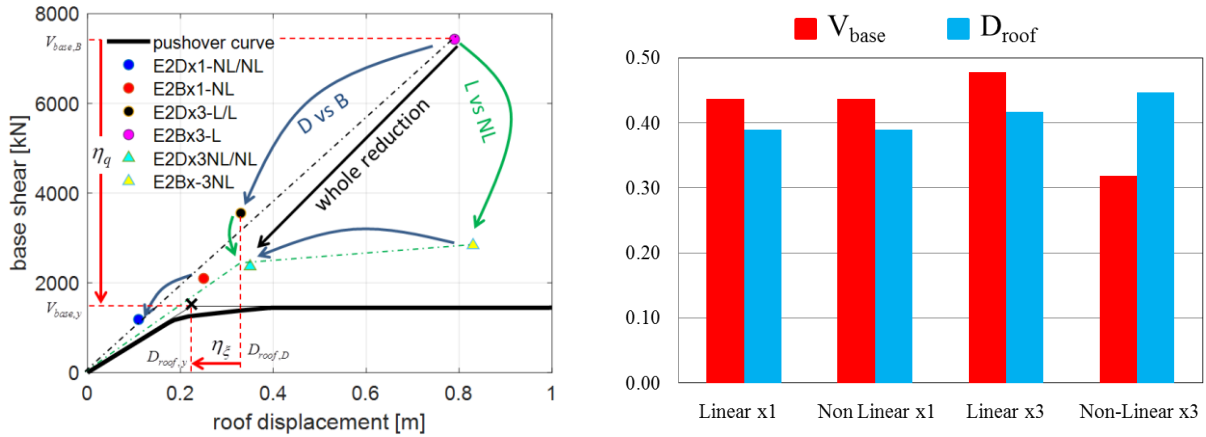 8000
V_base,B
pushover curve
E2Dx1-NL/NL
E2Bx1-NL
6000
E2Dx3-L/L
E2Bx3-L
E2Dx3NL/NL
E2Bx-3NL
η_q
4000
2000
V_base,y
0
base shear [kN]
D vs B
L vs NL
whole reduction
D_roof,y
η_ξ
D_roof,D
0 0.2 0.4 0.6 0.8 1
roof displacement [m]
V_base D_roof
0.50
0.40
0.30
0.20
0.10
0.00
Linear x1 Non Linear x1 Linear x3 Non-Linear x3